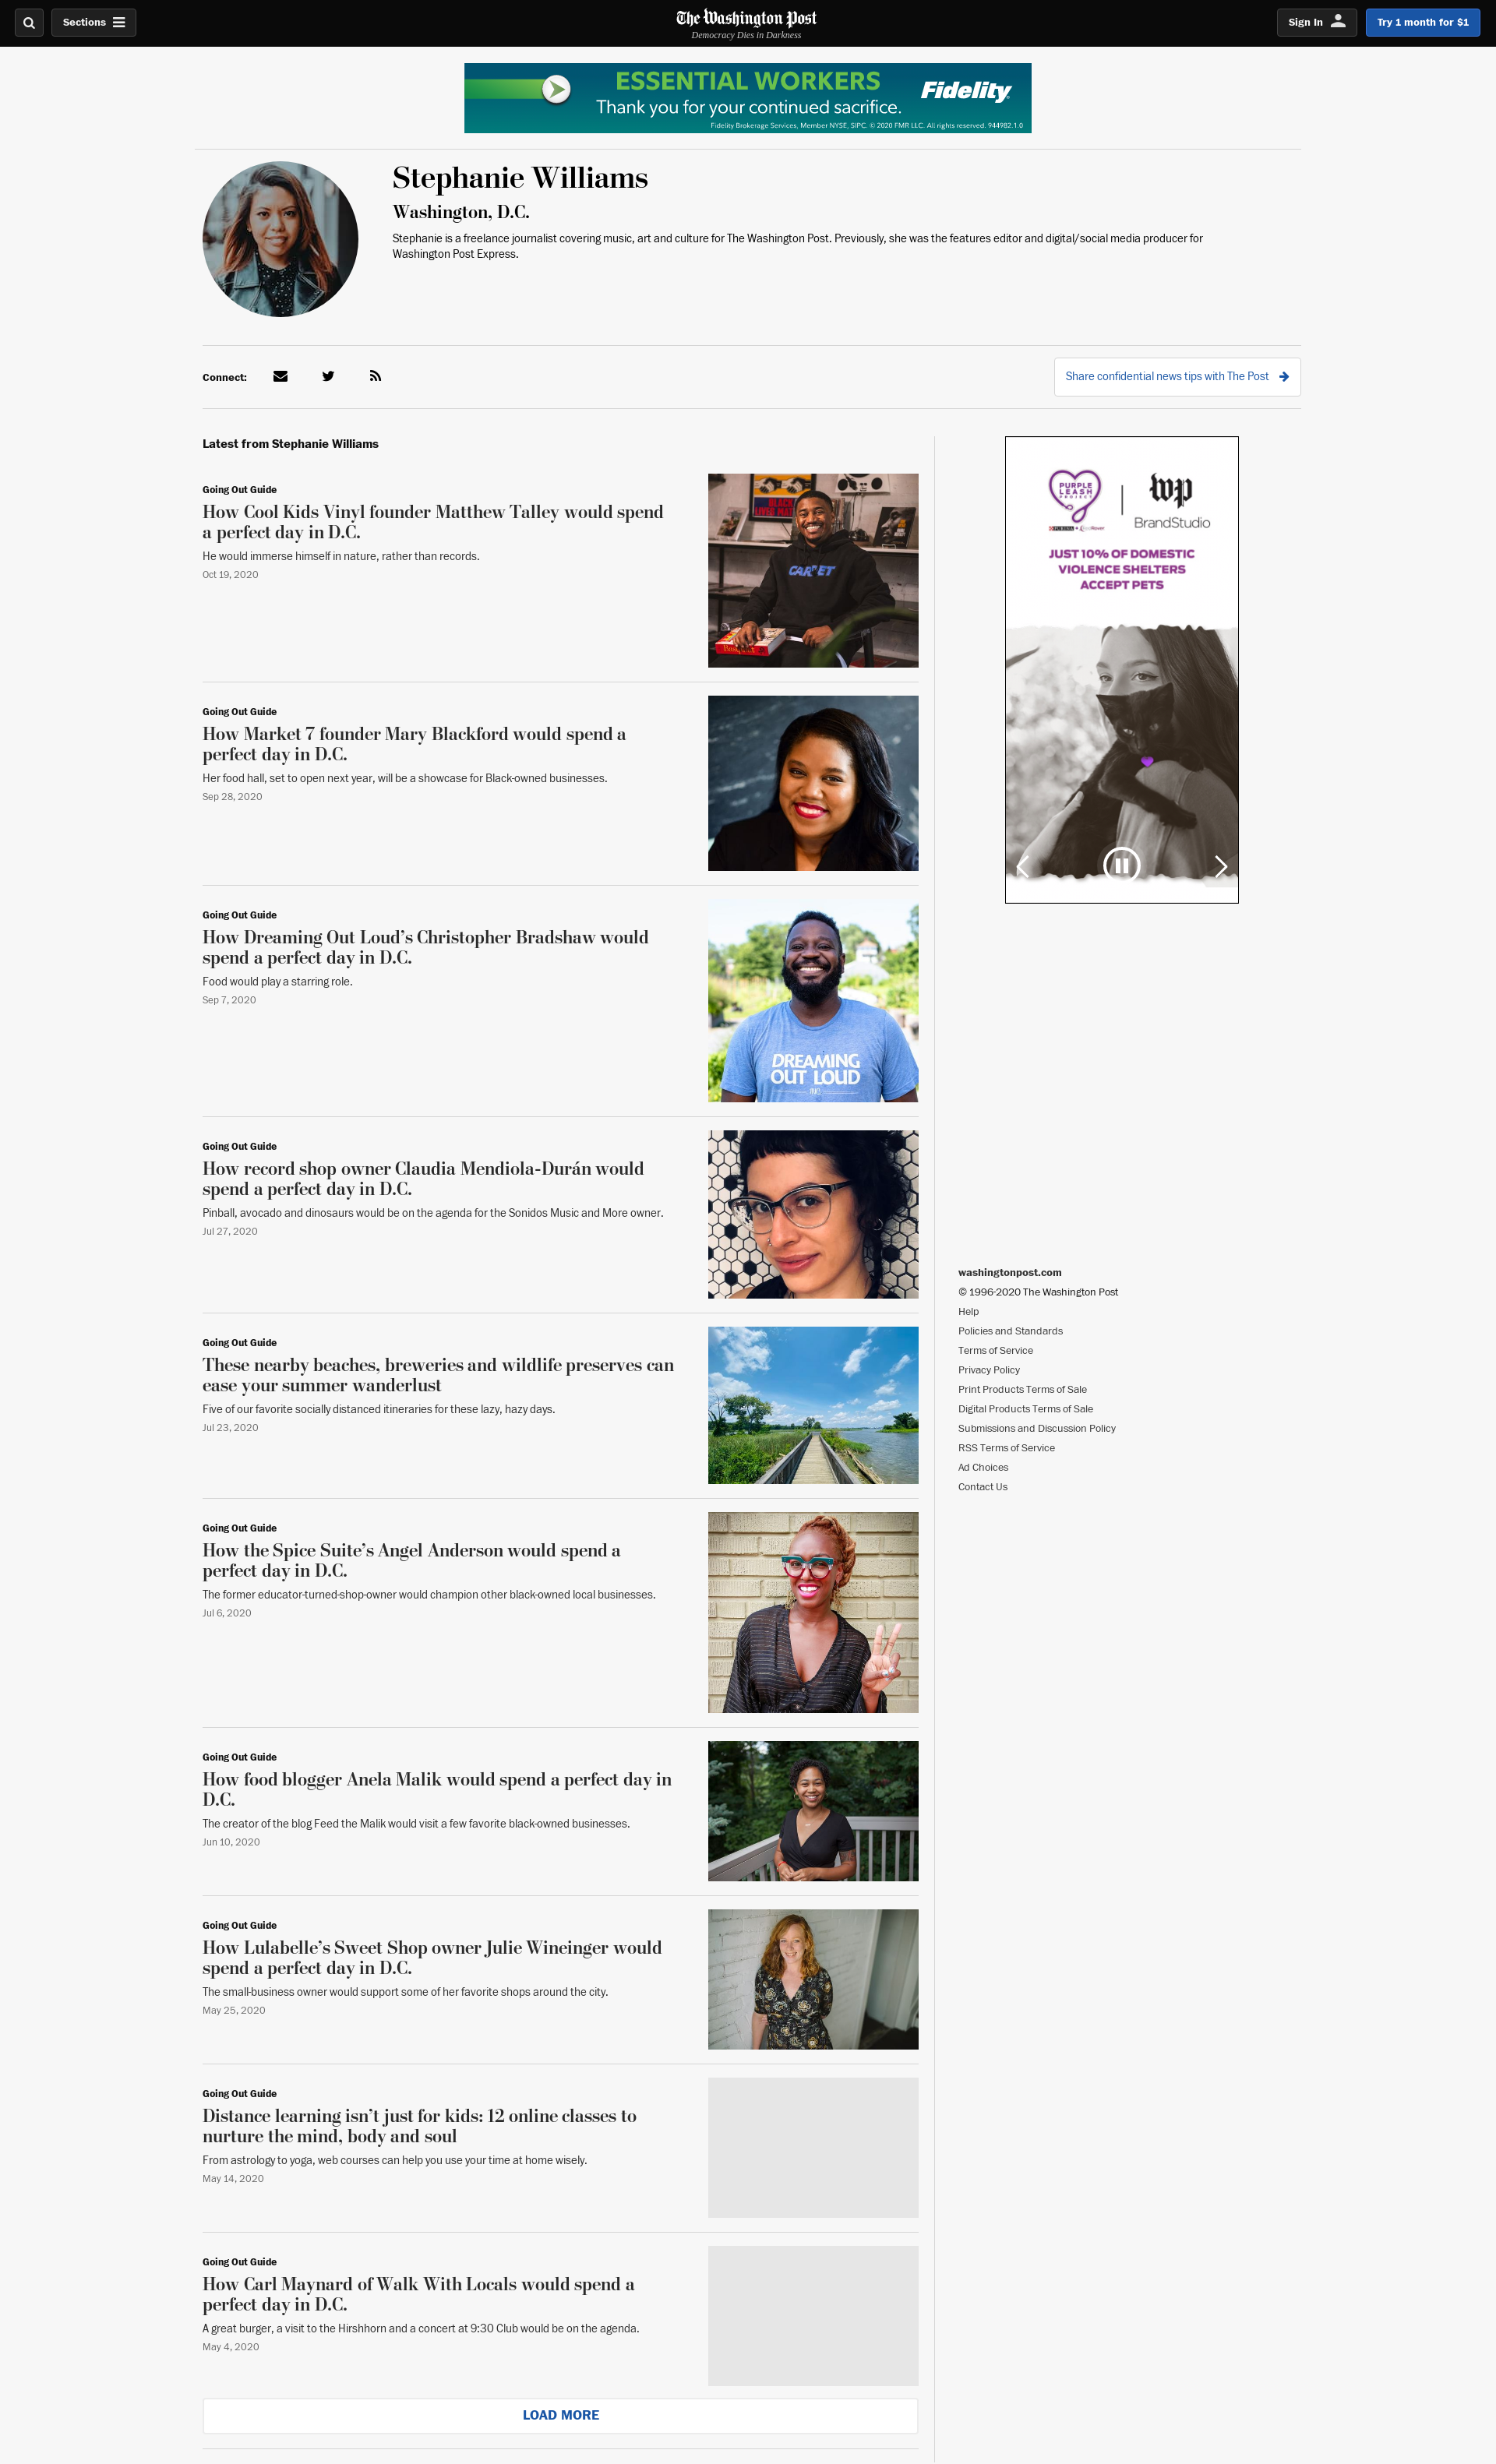 Sections
The Washington Post
Democracy Dies in Darkness
Sign In
Try 1 month for $1
ESSENTIAL WORKERS
Thank you for your continued sacrifice.
Fidelity
Fidelity Brokerage Services, Member NYSE, SIPC. © 2020 FMR LLC. All rights reserved. 944982.1.0
Stephanie Williams
Washington, D.C.
Stephanie is a freelance journalist covering music, art and culture for The Washington Post. Previously, she was the features editor and digital/social media producer for
Washington Post Express.
Connect:
Share confidential news tips with The Post
Latest from Stephanie Williams
Going Out Guide
How Cool Kids Vinyl founder Matthew Talley would spend
a perfect day in D.C.
He would immerse himself in nature, rather than records.
Oct 19, 2020
Going Out Guide
How Market 7 founder Mary Blackford would spend a
perfect day in D.C.
Her food hall, set to open next year, will be a showcase for Black-owned businesses.
Sep 28, 2020
Going Out Guide
How Dreaming Out Loud’s Christopher Bradshaw would
spend a perfect day in D.C.
Food would play a starring role.
Sep 7, 2020
DREAMING
OUT LOUD
INC.
Going Out Guide
How record shop owner Claudia Mendiola-Durán would
spend a perfect day in D.C.
Pinball, avocado and dinosaurs would be on the agenda for the Sonidos Music and More owner.
Jul 27, 2020
Going Out Guide
These nearby beaches, breweries and wildlife preserves can
ease your summer wanderlust
Five of our favorite socially distanced itineraries for these lazy, hazy days.
Jul 23, 2020
Going Out Guide
How the Spice Suite’s Angel Anderson would spend a
perfect day in D.C.
The former educator-turned-shop-owner would champion other black-owned local businesses.
Jul 6, 2020
Going Out Guide
How food blogger Anela Malik would spend a perfect day in
D.C.
The creator of the blog Feed the Malik would visit a few favorite black-owned businesses.
Jun 10, 2020
Going Out Guide
How Lulabelle’s Sweet Shop owner Julie Wineinger would
spend a perfect day in D.C.
The small-business owner would support some of her favorite shops around the city.
May 25, 2020
Going Out Guide
Distance learning isn’t just for kids: 12 online classes to
nurture the mind, body and soul
From astrology to yoga, web courses can help you use your time at home wisely.
May 14, 2020
Going Out Guide
How Carl Maynard of Walk With Locals would spend a
perfect day in D.C.
A great burger, a visit to the Hirshhorn and a concert at 9:30 Club would be on the agenda.
May 4, 2020
LOAD MORE
PURPLE
LEASH
PROJECT
wp
BrandStudio
JUST 10% OF DOMESTIC
VIOLENCE SHELTERS
ACCEPT PETS
washingtonpost.com
© 1996-2020 The Washington Post
Help
Policies and Standards
Terms of Service
Privacy Policy
Print Products Terms of Sale
Digital Products Terms of Sale
Submissions and Discussion Policy
RSS Terms of Service
Ad Choices
Contact Us